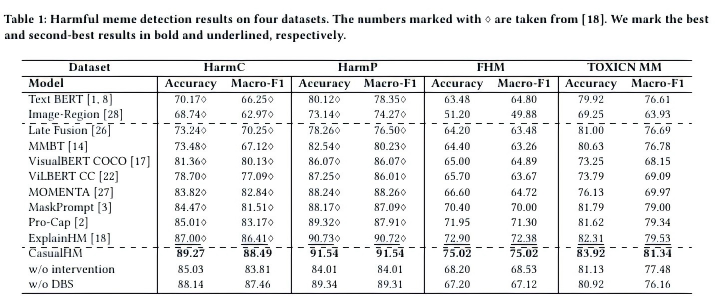 Table 1: Harmful meme detection results on four datasets. The numbers marked with ⋄ are taken from [18]. We mark the best
and second-best results in bold and underlined, respectively.
Dataset HarmC HarmP FHM TOXICN MM
Model Accuracy Macro-F1 Accuracy Macro-F1 Accuracy Macro-F1 Accuracy Macro-F1
Text BERT [1, 8] 70.17⋄ 66.25⋄ 80.12⋄ 78.35⋄ 63.48 64.80 79.92 76.61
Image-Region [28] 68.74⋄ 62.97⋄ 73.14⋄ 74.27⋄ 51.20 49.88 69.25 63.93
Late Fusion [26] 73.24⋄ 70.25⋄ 78.26⋄ 76.50⋄ 64.20 63.48 81.00 76.69
MMBT [14] 73.48⋄ 67.12⋄ 82.54⋄ 80.23⋄ 64.40 63.26 80.63 76.78
VisualBERT COCO [17] 81.36⋄ 80.13⋄ 86.07⋄ 86.07⋄ 65.00 64.89 73.25 68.15
ViLBERT CC [22] 78.70⋄ 77.09⋄ 87.25⋄ 86.01⋄ 65.70 63.67 73.79 69.09
MOMENTA [27] 83.82⋄ 82.84⋄ 88.24⋄ 88.26⋄ 66.60 64.72 76.13 69.97
MaskPrompt [3] 84.47⋄ 81.51⋄ 88.17⋄ 87.09⋄ 70.40 70.00 81.79 79.00
Pro-Cap [2] 85.01⋄ 83.17⋄ 89.32⋄ 87.91⋄ 71.95 71.30 81.62 79.34
ExplainHM [18] 87.00⋄ 86.41⋄ 90.73⋄ 90.72⋄ 72.90 72.38 82.31 79.53
CasualHM 89.27 88.49 91.54 91.54 75.02 75.02 83.92 81.34
w/o intervention 85.03 83.81 84.01 84.01 68.20 68.53 81.13 77.48
w/o DBS 88.14 87.46 89.34 89.31 67.20 67.12 80.92 76.16